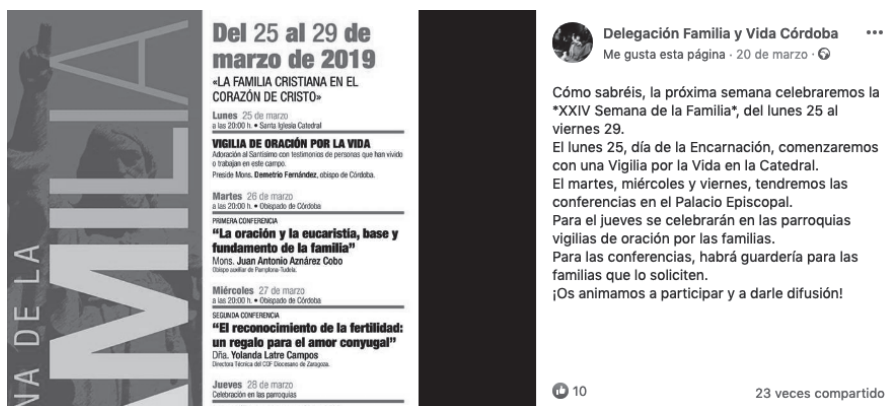 NA DE LA
AMILIA
Del 25 al 29 de
marzo de 2019
«LA FAMILIA CRISTIANA EN EL
CORAZÓN DE CRISTO»
Lunes 25 de marzo
a las 20:00 h. • Santa Iglesia Catedral
VIGILIA DE ORACIÓN POR LA VIDA
Adoración al Santísimo con testimonios de personas que han vivido
o trabajan en este campo.
Preside Mons. Demetrio Fernández, obispo de Córdoba.
Martes 26 de marzo
a las 20:00 h. • Obispado de Córdoba
PRIMERA CONFERENCIA
“La oración y la eucaristía, base y
fundamento de la familia”
Mons. Juan Antonio Aznárez Cobo
Obispo auxiliar de Pamplona-Tudela.
Miércoles 27 de marzo
a las 20:00 h. • Obispado de Córdoba
SEGUNDA CONFERENCIA
“El reconocimiento de la fertilidad:
un regalo para el amor conyugal”
Dña. Yolanda Latre Campos
Directora Técnica del COF Diocesano de Zaragoza.
Jueves 28 de marzo
Celebración en las parroquias
Delegación Familia y Vida Córdoba
Me gusta esta página · 20 de marzo ·
Cómo sabréis, la próxima semana celebraremos la
*XXIV Semana de la Familia*, del lunes 25 al
viernes 29.
El lunes 25, día de la Encarnación, comenzaremos
con una Vigilia por la Vida en la Catedral.
El martes, miércoles y viernes, tendremos las
conferencias en el Palacio Episcopal.
Para el jueves se celebrarán en las parroquias
vigilias de oración por las familias.
Para las conferencias, habrá guardería para las
familias que lo soliciten.
¡Os animamos a participar y a darle difusión!
10
23 veces compartido